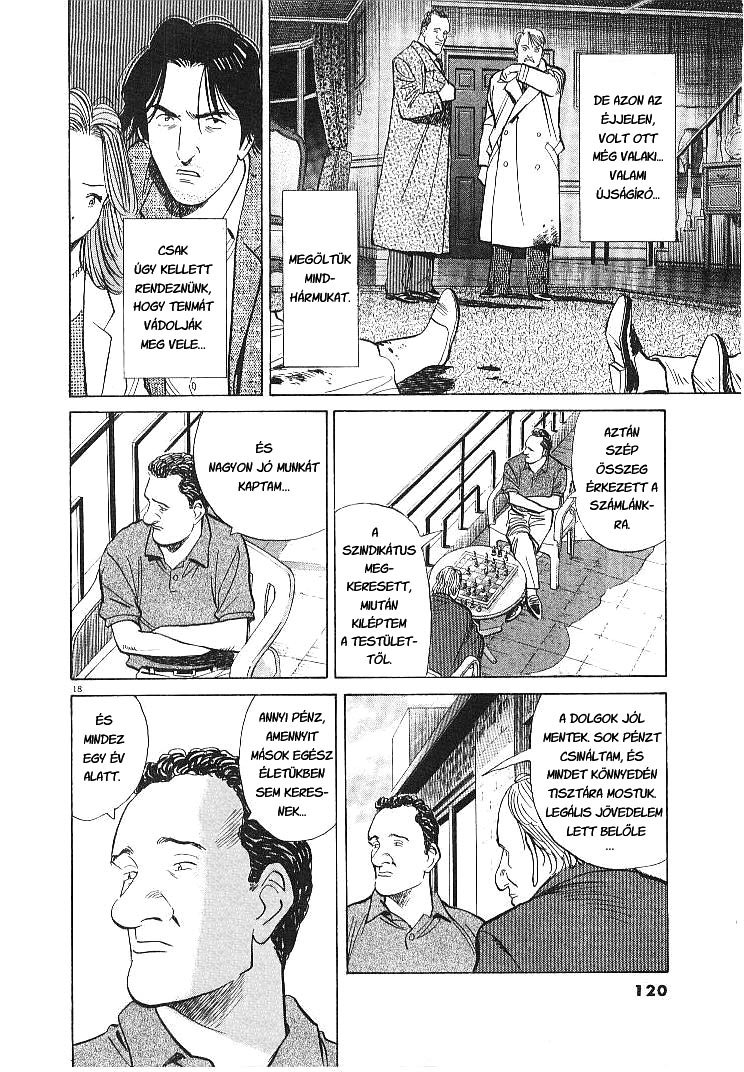 DE AZON AZ
ÉJJELEN,
VOLT OTT
MÉG VALAKI...
VALAMI
ÚJSÁGÍRÓ...
MEGÖLTÜK
MIND-
HÁRMUKAT.
CSAK
ÚGY KELLETT
RENDEZNÜNK,
HOGY TENMÁT
VÁDOLJÁK
MEG VELE...
AZTÁN
SZÉP
ÖSSZEG
ÉRKEZETT A
SZÁMLÁNK-
RA.
A
SZINDIKÁTUS
MEG-
KERESETT,
MIUTÁN
KILÉPTEM
A TESTÜLET-
TŐL.
ÉS
NAGYON JÓ MUNKÁT
KAPTAM...
18
A DOLGOK JÓL
MENTEK. SOK PÉNZT
CSINÁLTAM, ÉS
MINDET KÖNNYEDÉN
TISZTÁRA MOSTUK.
LEGÁLIS JÖVEDELEM
LETT BELŐLE
...
ANNYI PÉNZ,
AMENNYIT
MÁSOK EGÉSZ
ÉLETÜKBEN
SEM KERES-
NEK...
ÉS
MINDEZ
EGY ÉV
ALATT.
120